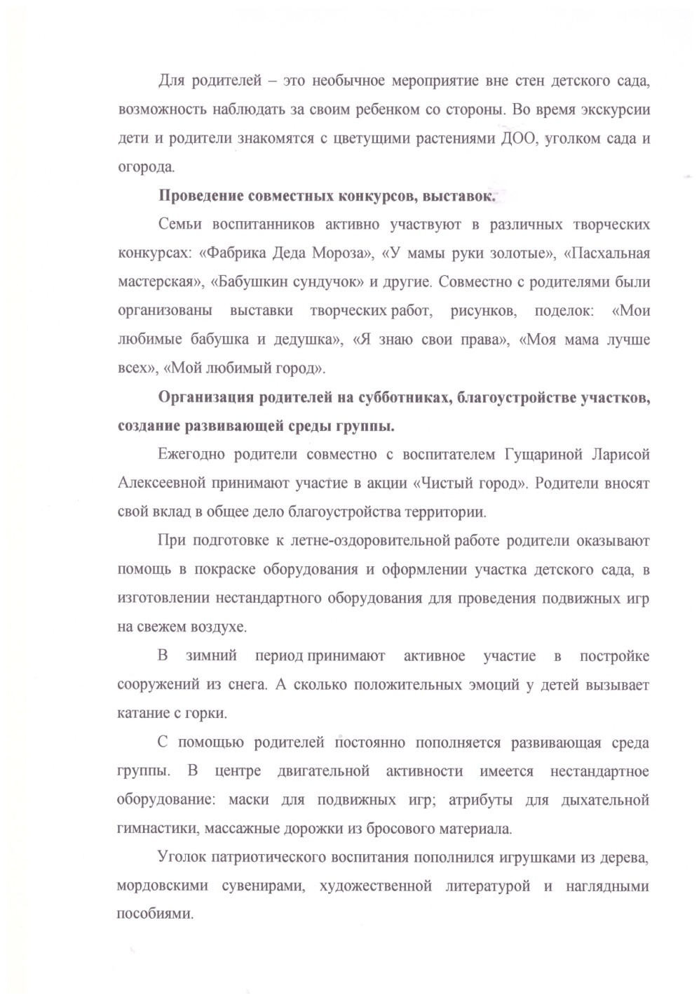 Для родителей – это необычное мероприятие вне стен детского сада,
возможность наблюдать за своим ребенком со стороны. Во время экскурсии
дети и родители знакомятся с цветущими растениями ДОО, уголком сада и
огорода.
Проведение совместных конкурсов, выставок.
Семьи воспитанников активно участвуют в различных творческих
конкурсах: «Фабрика Деда Мороза», «У мамы руки золотые», «Пасхальная
мастерская», «Бабушкин сундучок» и другие. Совместно с родителями были
организованы выставки творческих работ, рисунков, поделок: «Мои
любимые бабушка и дедушка», «Я знаю свои права», «Моя мама лучше
всех», «Мой любимый город».
Организация родителей на субботниках, благоустройстве участков,
создание развивающей среды группы.
Ежегодно родители совместно с воспитателем Гущариной Ларисой
Алексеевной принимают участие в акции «Чистый город». Родители вносят
свой вклад в общее дело благоустройства территории.
При подготовке к летне-оздоровительной работе родители оказывают
помощь в покраске оборудования и оформлении участка детского сада, в
изготовлении нестандартного оборудования для проведения подвижных игр
на свежем воздухе.
В зимний период принимают активное участие в постройке
сооружений из снега. А сколько положительных эмоций у детей вызывает
катание с горки.
С помощью родителей постоянно пополняется развивающая среда
группы. В центре двигательной активности имеется нестандартное
оборудование: маски для подвижных игр; атрибуты для дыхательной
гимнастики, массажные дорожки из бросового материала.
Уголок патриотического воспитания пополнился игрушками из дерева,
мордовскими сувенирами, художественной литературой и наглядными
пособиями.